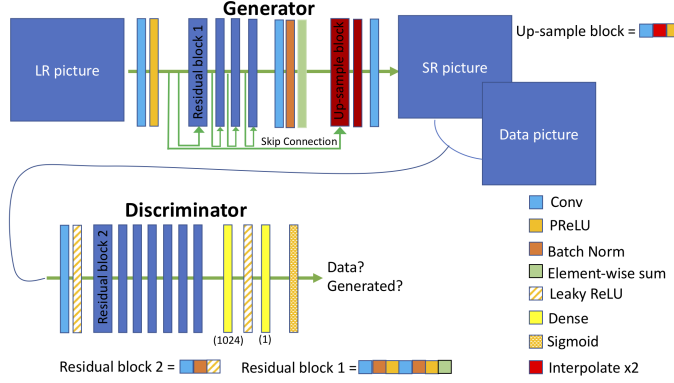 Generator
Up-sample block =
LR picture
Residual block 1
Up-sample block
SR picture
Data picture
Skip Connection
Discriminator
Residual block 2
Data?
Generated?
(1024)
(1)
Conv
PReLU
Batch Norm
Element-wise sum
Leaky ReLU
Dense
Sigmoid
Interpolate x2
Residual block 2 =
Residual block 1 =